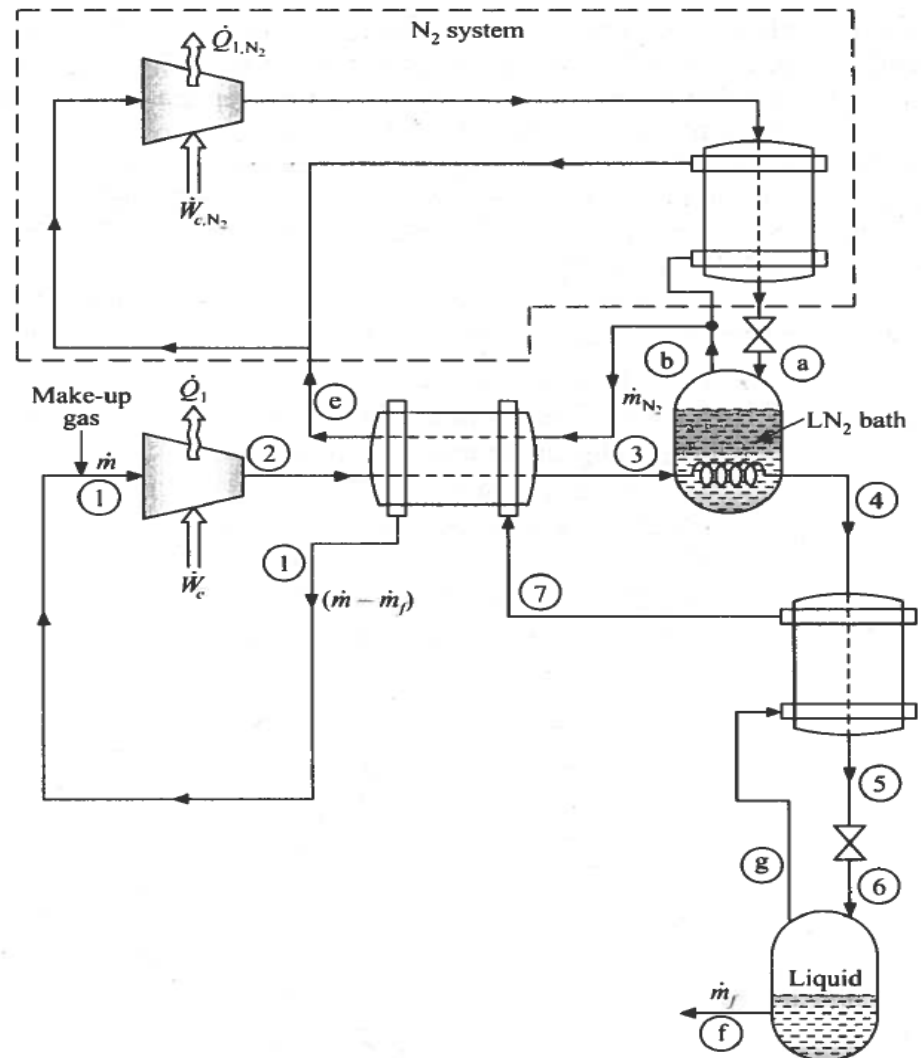 N₂ system
Q̇₁,N₂
Ẇc,N₂
b
a
Make-up
gas
Q̇₁
e
ṁN₂
LN₂ bath
ṁ
1
2
3
4
Ẇc
1
(ṁ − ṁf)
7
5
g
6
Liquid
ṁf
f